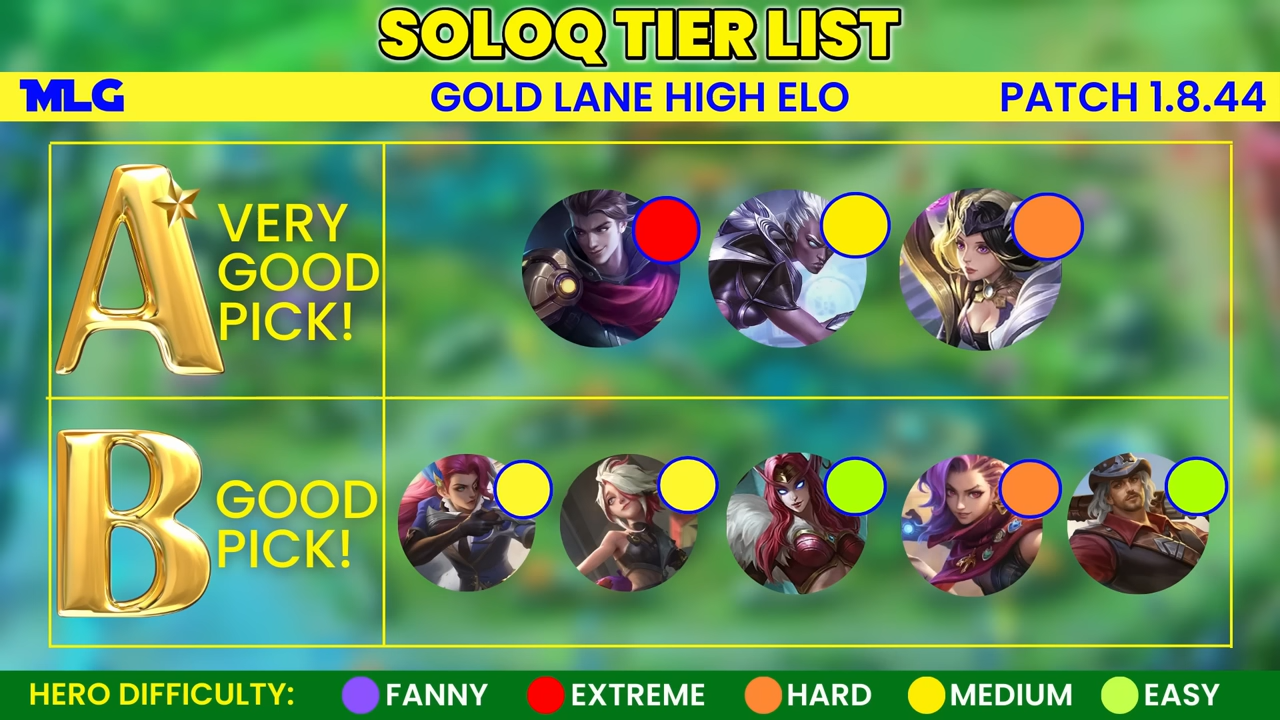 SOLOQ TIER LIST
MLG
GOLD LANE HIGH ELO
PATCH 1.8.44
A
VERY
GOOD
PICK!
B
GOOD
PICK!
HERO DIFFICULTY:
FANNY
EXTREME
HARD
MEDIUM
EASY